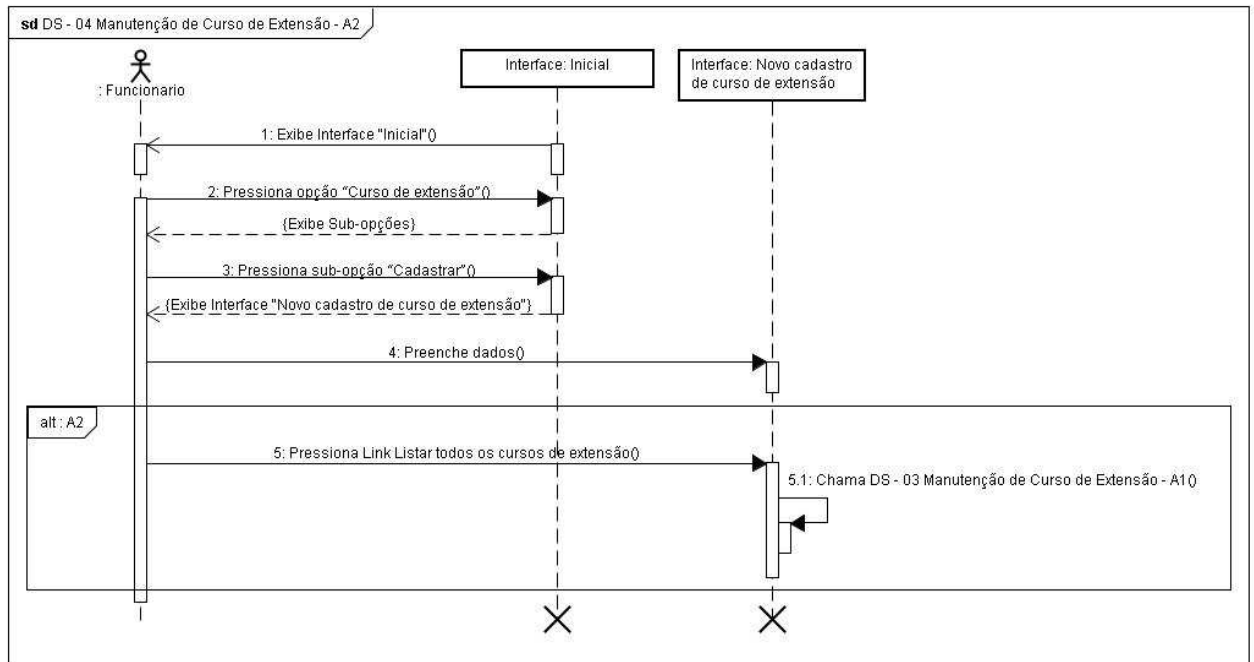 sd DS - 04 Manutenção de Curso de Extensão - A2
: Funcionario
Interface: Inicial
Interface: Novo cadastro
de curso de extensão
1: Exibe Interface "Inicial"()
2: Pressiona opção “Curso de extensão”()
{Exibe Sub-opções}
3: Pressiona sub-opção “Cadastrar”()
{Exibe Interface "Novo cadastro de curso de extensão"}
4: Preenche dados()
alt : A2
5: Pressiona Link Listar todos os cursos de extensão()
5.1: Chama DS - 03 Manutenção de Curso de Extensão - A1()